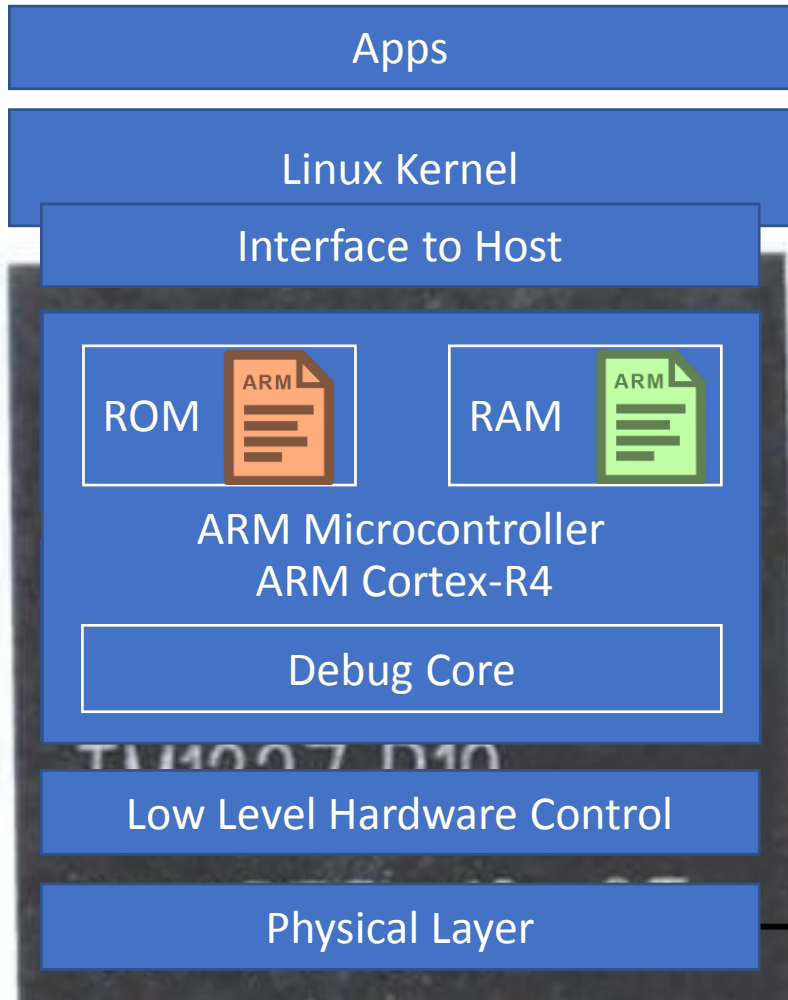 Apps
Linux Kernel
Interface to Host
ROM
ARM
RAM
ARM
ARM Microcontroller
ARM Cortex-R4
Debug Core
Low Level Hardware Control
Physical Layer